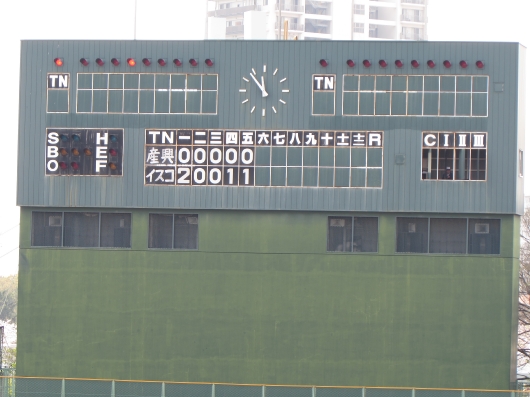 TN
TN
S H
B E
O F
TN 一 二 三 四 五 六 七 八 九 十 士 圭 R
産興 0 0 0 0 0
イスコ 2 0 0 1 1
C I II III